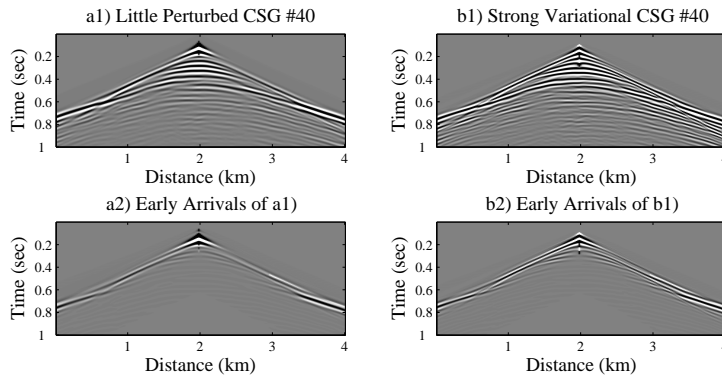 a1) Little Perturbed CSG #40
b1) Strong Variational CSG #40
Time (sec)
0.2
0.4
0.6
0.8
1
1
2
3
4
Distance (km)
Time (sec)
0.2
0.4
0.6
0.8
1
1
2
3
Distance (km)
a2) Early Arrivals of a1)
b2) Early Arrivals of b1)
Time (sec)
0.2
0.4
0.6
0.8
1
1
2
3
4
Distance (km)
Time (sec)
0.2
0.4
0.6
0.8
1
1
2
3
Distance (km)